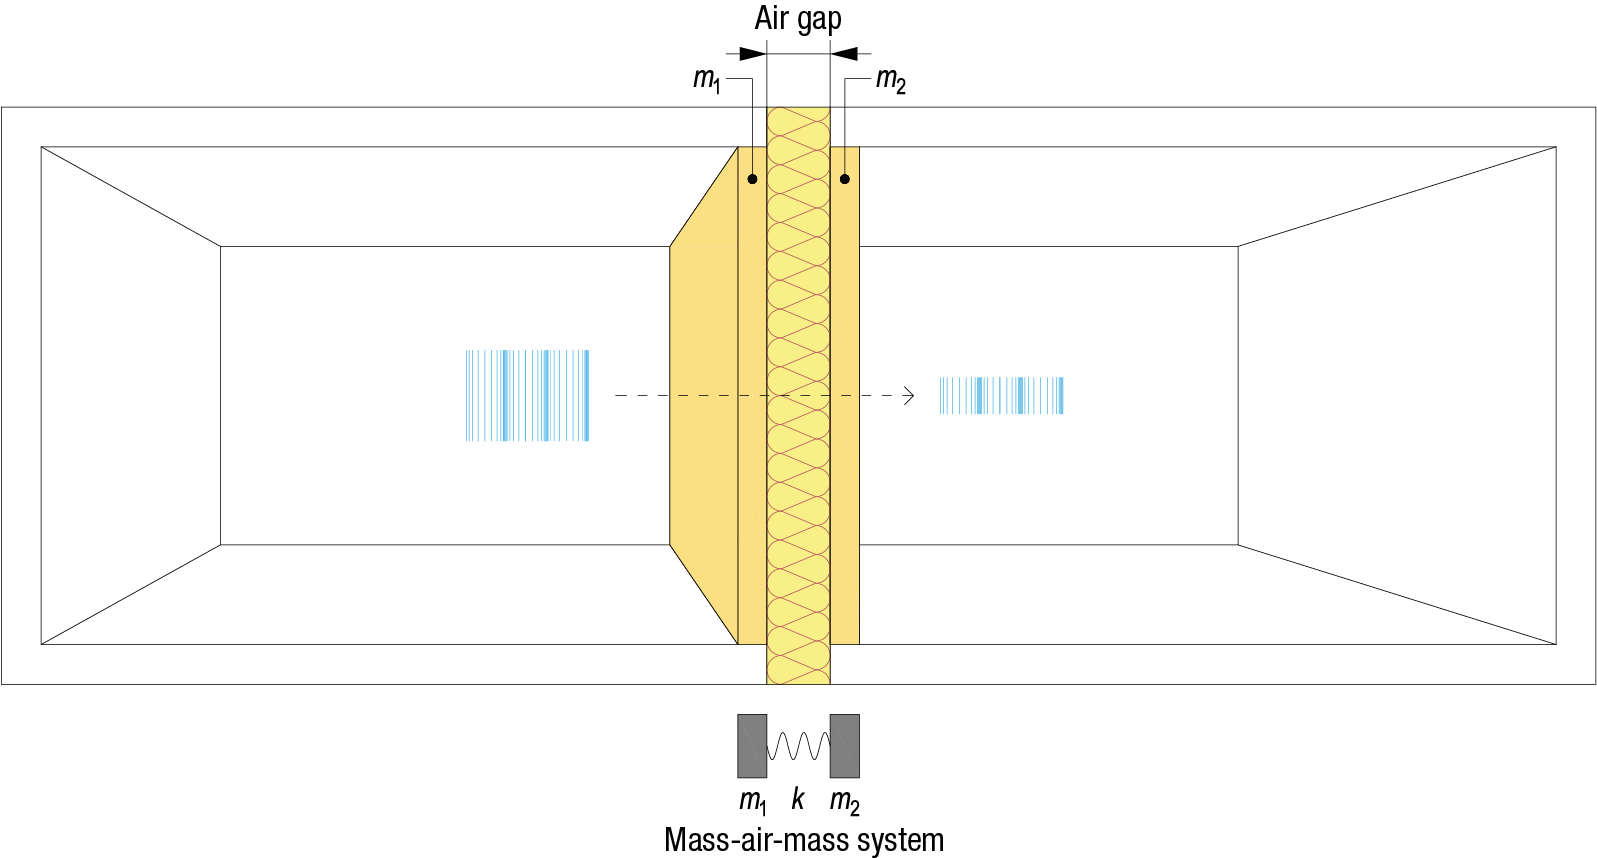 Air gap
m₁ m₂
m₁ k m₂
Mass-air-mass system